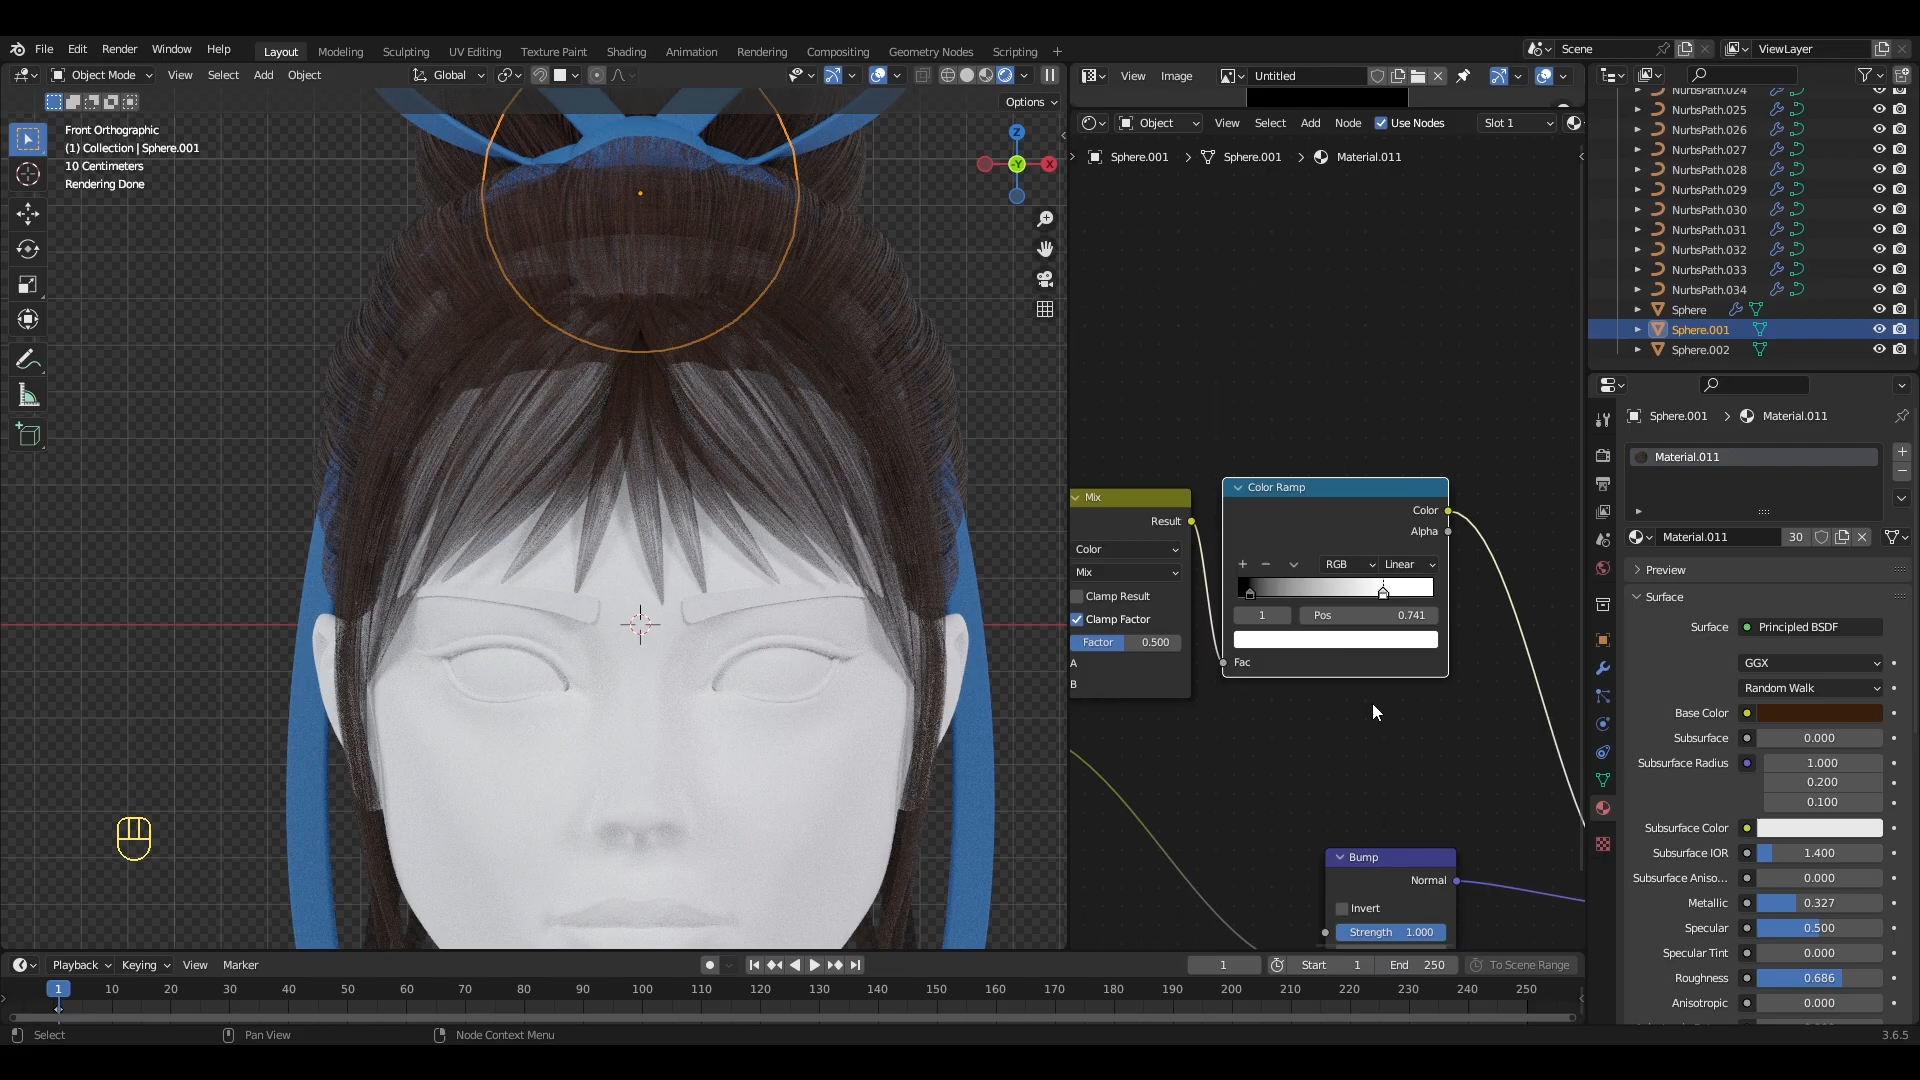 File Edit Render Window Help Layout Modeling Sculpting UV Editing Texture Paint Shading Animation Rendering Compositing Geometry Nodes Scripting Scene ViewLayer
Object Mode View Select Add Object Global
View Image Untitled
Options
Front Orthographic
(1) Collection | Sphere.001
10 Centimeters
Rendering Done
Z
-Y
X
Object View Select Add Node Use Nodes Slot 1
Sphere.001 Sphere.001 Material.011
Mix
Result
Color
Mix
Clamp Result
Clamp Factor
Factor 0.500
A
B
Color Ramp
Color
Alpha
RGB Linear
1 Pos 0.741
Fac
Bump
Normal
Invert
Strength 1.000
NurbsPath.024
NurbsPath.025
NurbsPath.026
NurbsPath.027
NurbsPath.028
NurbsPath.029
NurbsPath.030
NurbsPath.031
NurbsPath.032
NurbsPath.033
NurbsPath.034
Sphere
Sphere.001
Sphere.002
Sphere.001 Material.011
Material.011
Material.011 30
Preview
Surface
Surface Principled BSDF
GGX
Random Walk
Base Color
Subsurface 0.000
Subsurface Radius 1.000
0.200
0.100
Subsurface Color
Subsurface IOR 1.400
Subsurface Aniso... 0.000
Metallic 0.327
Specular 0.500
Specular Tint 0.000
Roughness 0.686
Anisotropic 0.000
Playback Keying View Marker 1 Start 1 End 250 To Scene Range
1 10 20 30 40 50 60 70 80 90 100 110 120 130 140 150 160 170 180 190 200 210 220 230 240 250
Select Pan View Node Context Menu 3.6.5